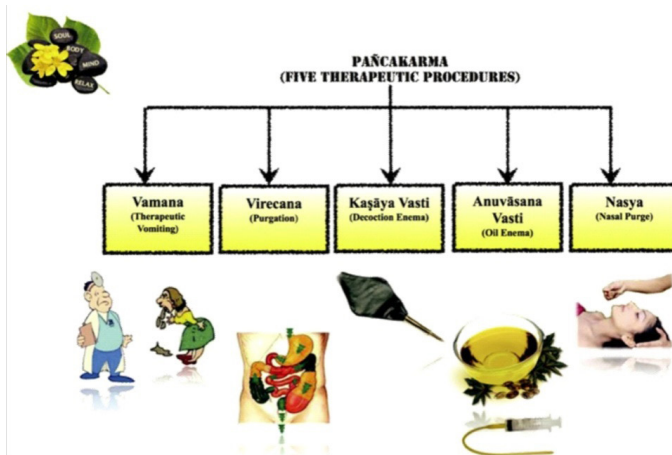 SOUL
BODY
MIND
RELAX
PAÑCAKARMA
(FIVE THERAPEUTIC PROCEDURES)
Vamana
(Therapeutic
Vomiting)
Virecana
(Purgation)
Kaṣāya Vasti
(Decoction Enema)
Anuvāsana
Vasti
(Oil Enema)
Nasya
(Nasal Purge)